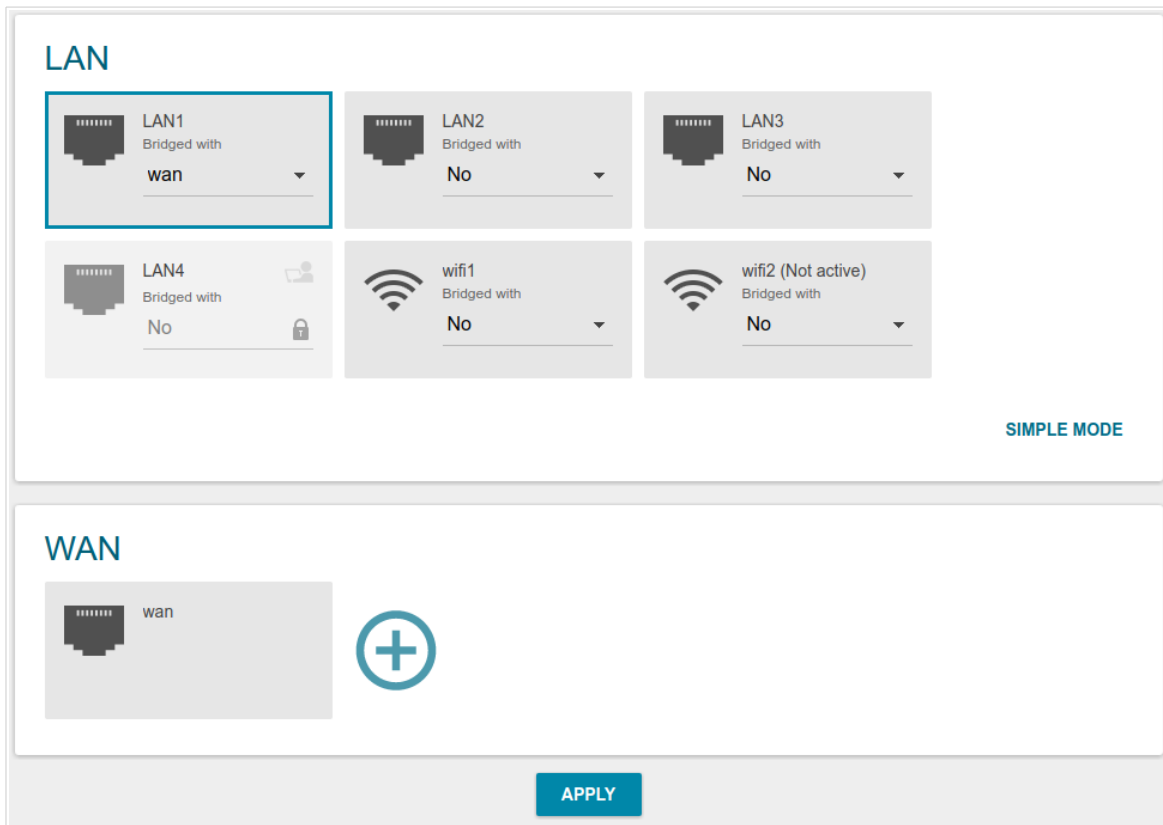 LAN
LAN1
Bridged with
wan
LAN2
Bridged with
No
LAN3
Bridged with
No
LAN4
Bridged with
No
wifi1
Bridged with
No
wifi2 (Not active)
Bridged with
No
SIMPLE MODE
WAN
wan
APPLY